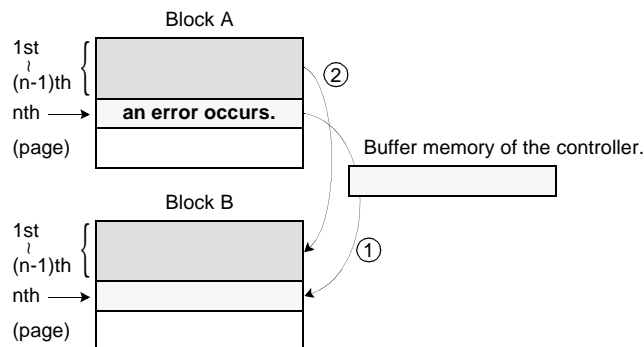 Block A
1st
~
(n-1)th
nth
an error occurs.
(page)
2
Buffer memory of the controller.
Block B
1st
~
(n-1)th
1
nth
(page)